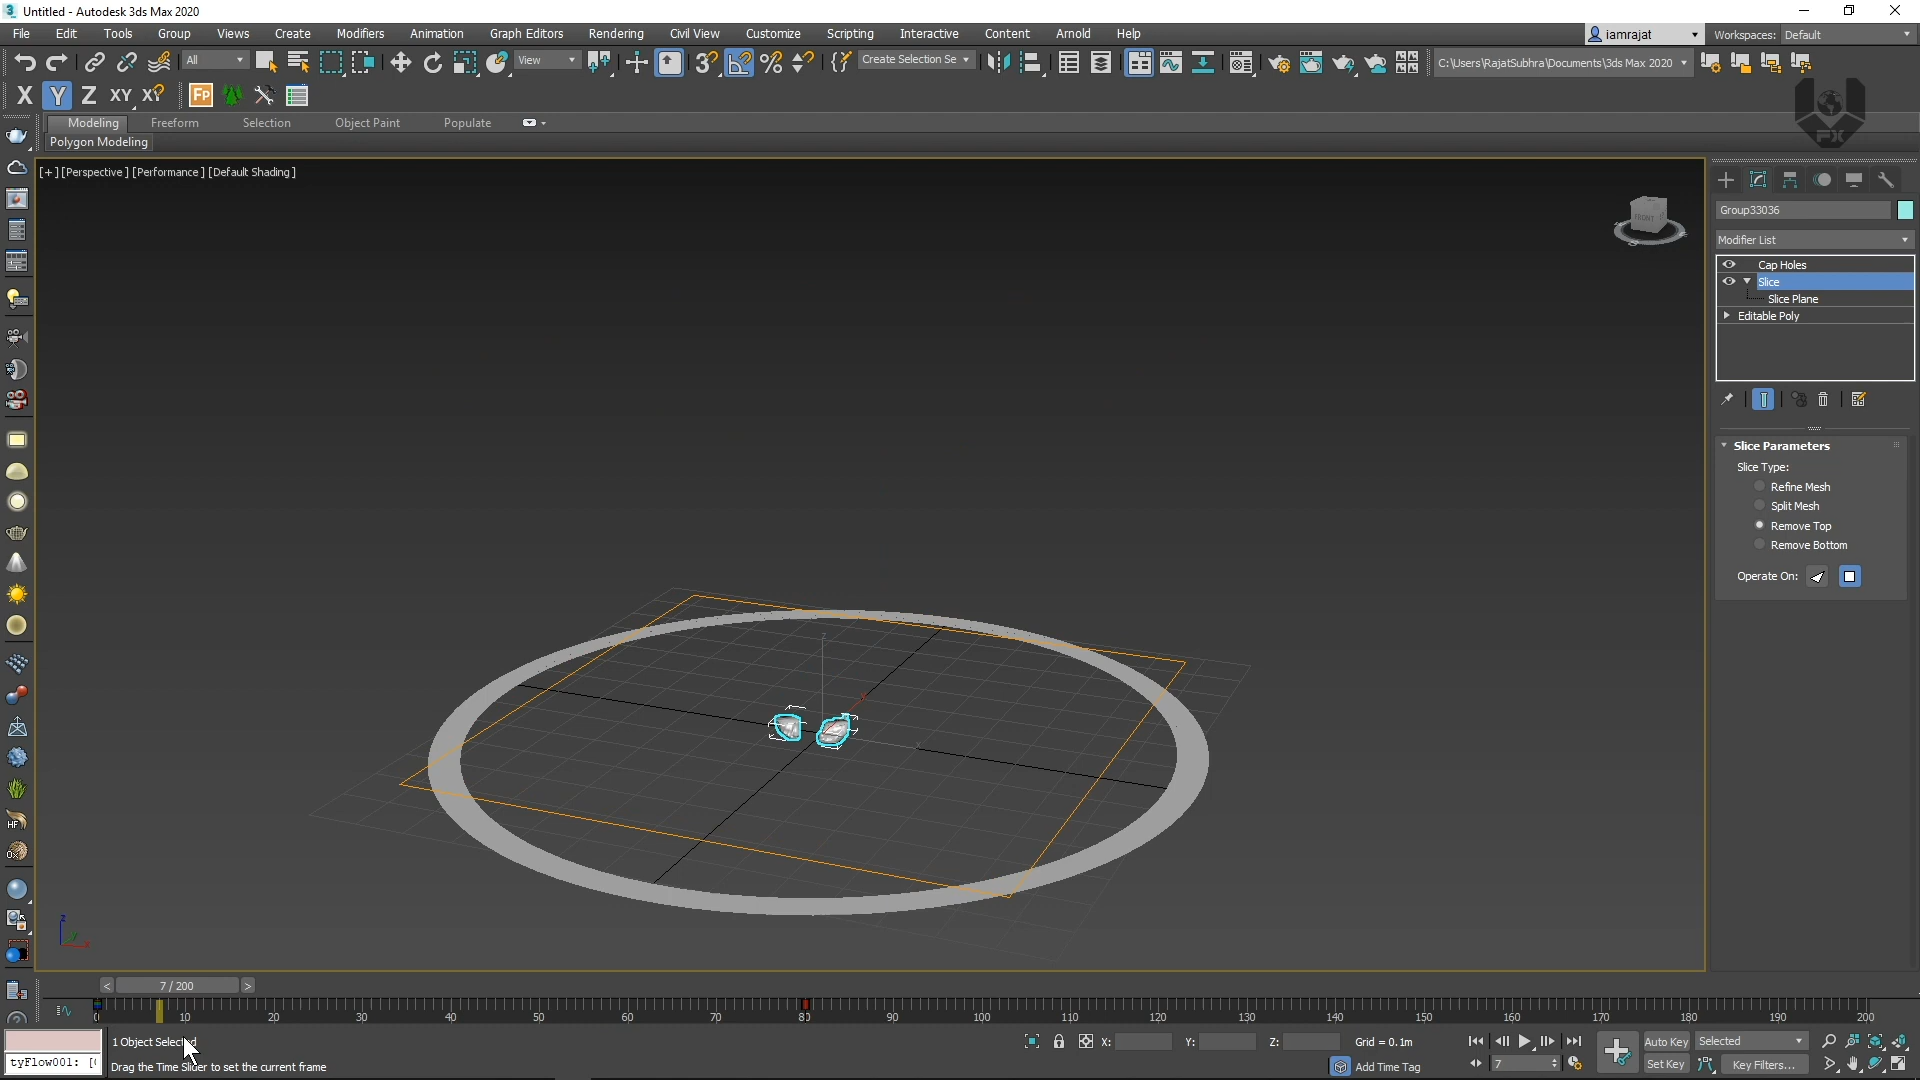 Untitled - Autodesk 3ds Max 2020
File Edit Tools Group Views Create Modifiers Animation Graph Editors Rendering Civil View Customize Scripting Interactive Content Arnold Help
iamrajat Workspaces: Default
All View Create Selection Se C:\Users\RajatSubhra\Documents\3ds Max 2020
X Y Z XY XY Fp
Modeling Freeform Selection Object Paint Populate
Polygon Modeling
FX
[+] [Perspective] [Performance] [Default Shading]
FRONT
Group33036
Modifier List
Cap Holes
Slice
Slice Plane
Editable Poly
Slice Parameters
Slice Type:
Refine Mesh
Split Mesh
Remove Top
Remove Bottom
Operate On:
7 / 200
0 10 20 30 40 50 60 70 80 90 100 110 120 130 140 150 160 170 180 190 200
1 Object Selected
X: Y: Z: Grid = 0.1m
Auto Key Selected
tyFlow001: [
Drag the Time Slider to set the current frame
Add Time Tag
7
Set Key Key Filters...